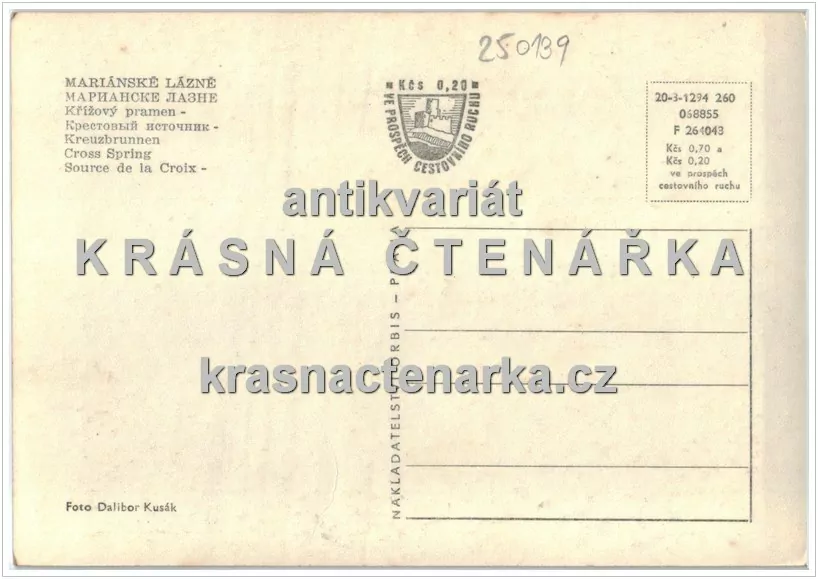 250139
MARIÁNSKÉ LÁZNĚ
МАРИАНСКЕ ЛАЗНЕ
Křížový pramen -
Крестовый источник -
Kreuzbrunnen
Cross Spring
Source de la Croix -
Kčs 0,20
VE PROSPĚCH CESTOVNÍHO RUCHU
20-3-1294 260
068855
F 264043
Kčs 0,70 a
Kčs 0,20
ve prospěch
cestovního ruchu
antikvariát
KRÁSNÁ ČTENÁŘKA
krasnactenarka.cz
NAKLADATELSTVÍ ORBIS –
Foto Dalibor Kusák